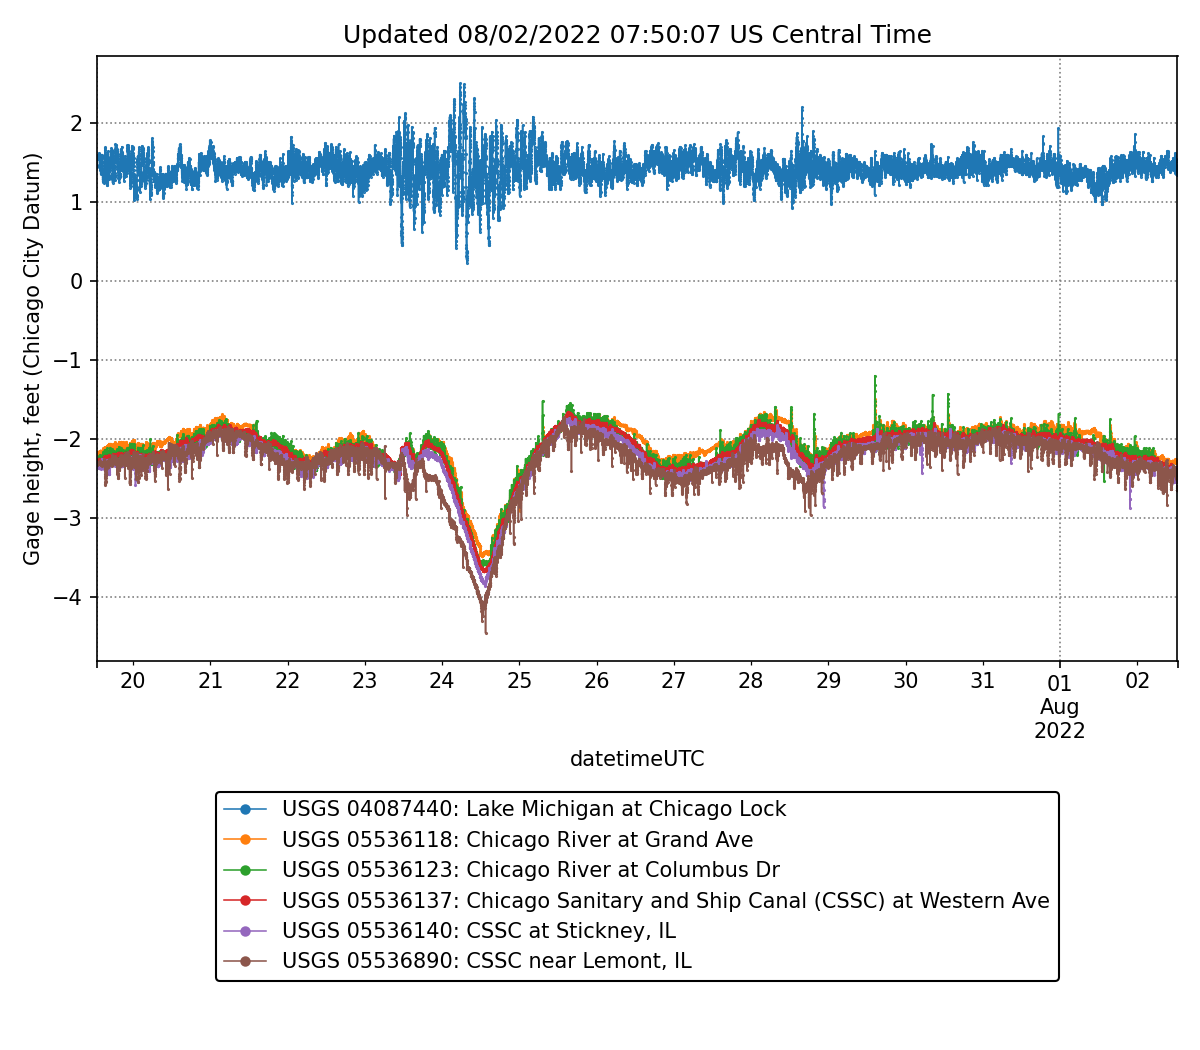 Updated 08/02/2022 07:50:07 US Central Time
Gage height, feet (Chicago City Datum)
2
1
0
−1
−2
−3
−4
20 21 22 23 24 25 26 27 28 29 30 31 01 02
Aug
2022
datetimeUTC
USGS 04087440: Lake Michigan at Chicago Lock
USGS 05536118: Chicago River at Grand Ave
USGS 05536123: Chicago River at Columbus Dr
USGS 05536137: Chicago Sanitary and Ship Canal (CSSC) at Western Ave
USGS 05536140: CSSC at Stickney, IL
USGS 05536890: CSSC near Lemont, IL